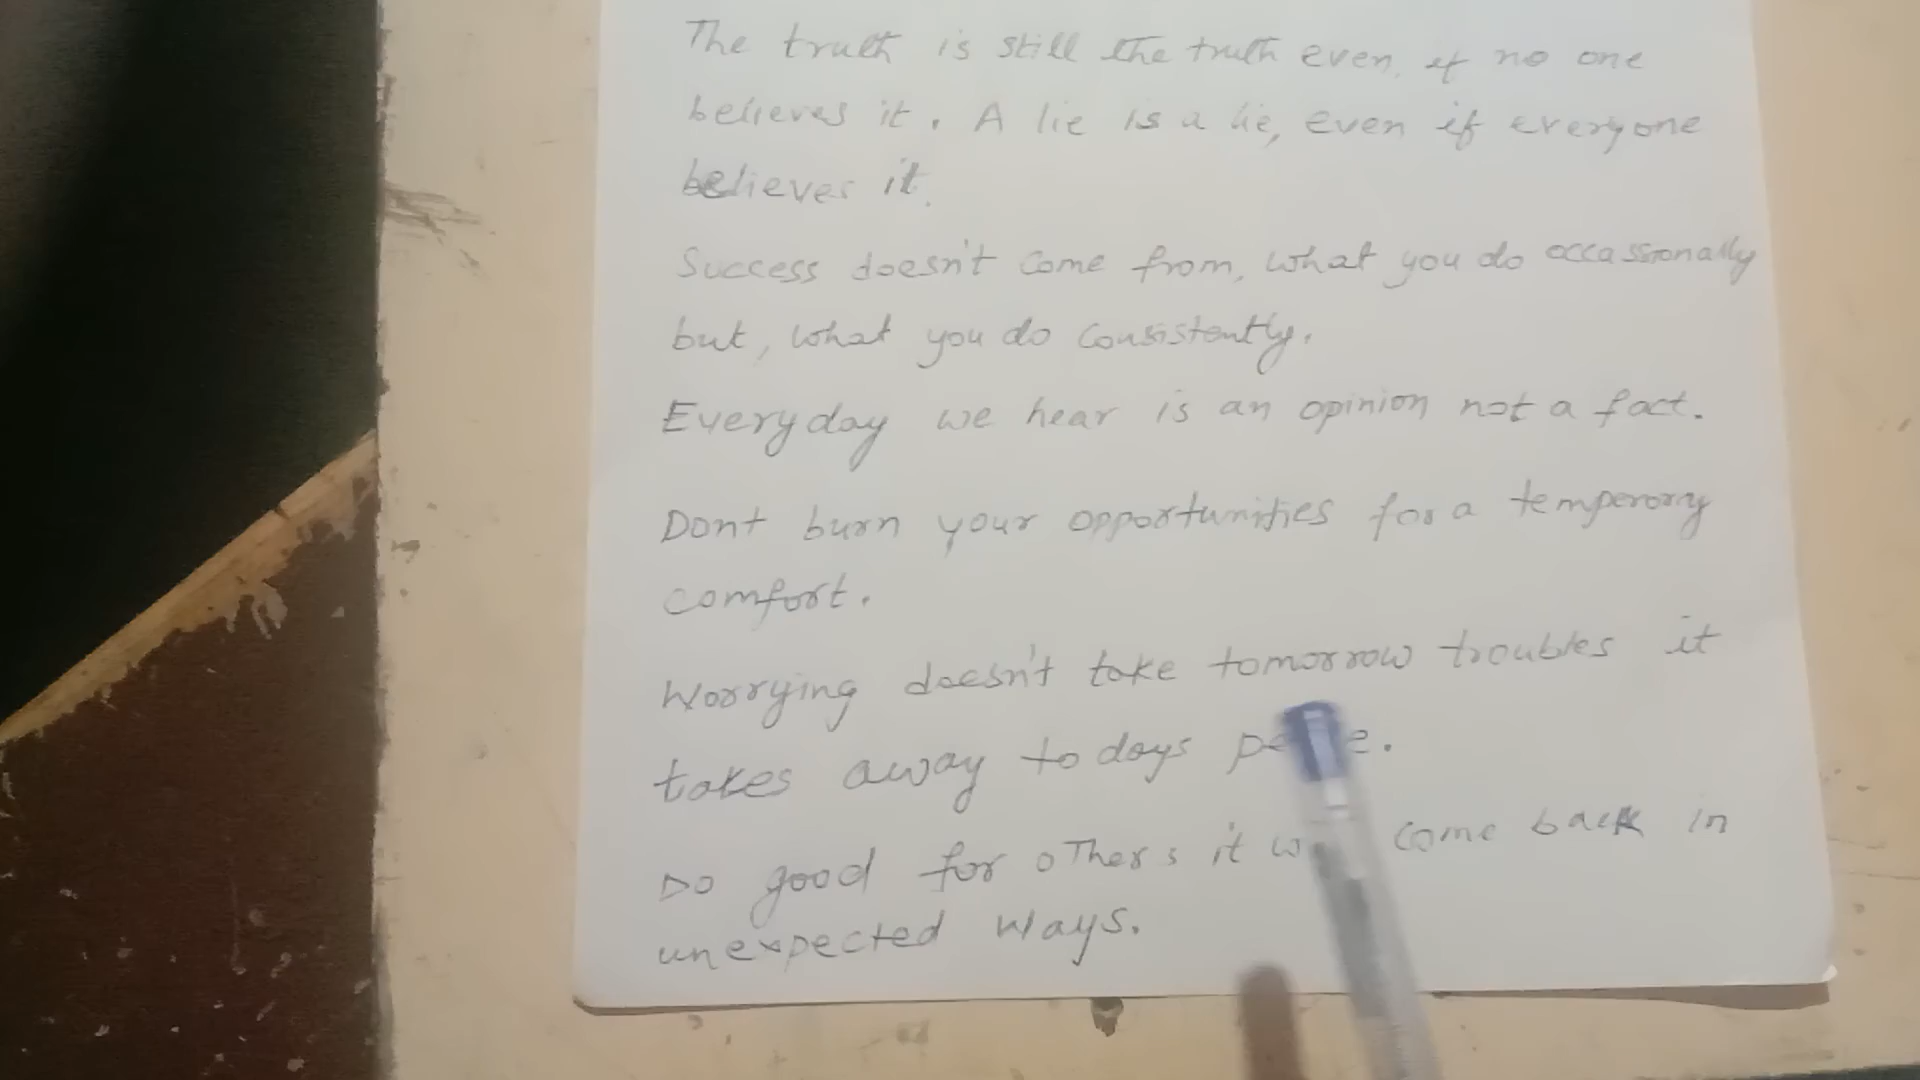 The truth is still the truth even, if no one
believes it. A lie is a lie, even if everyone
believes it.
Success doesn't come from, what you do occassionally
but, what you do consistently.
Everyday we hear is an opinion not a fact.
Dont burn your opportunities for a temperory
comfort.
Worrying doesn't take tomorrow troubles it
takes away todays
Do good for others it come back in
unexpected ways.